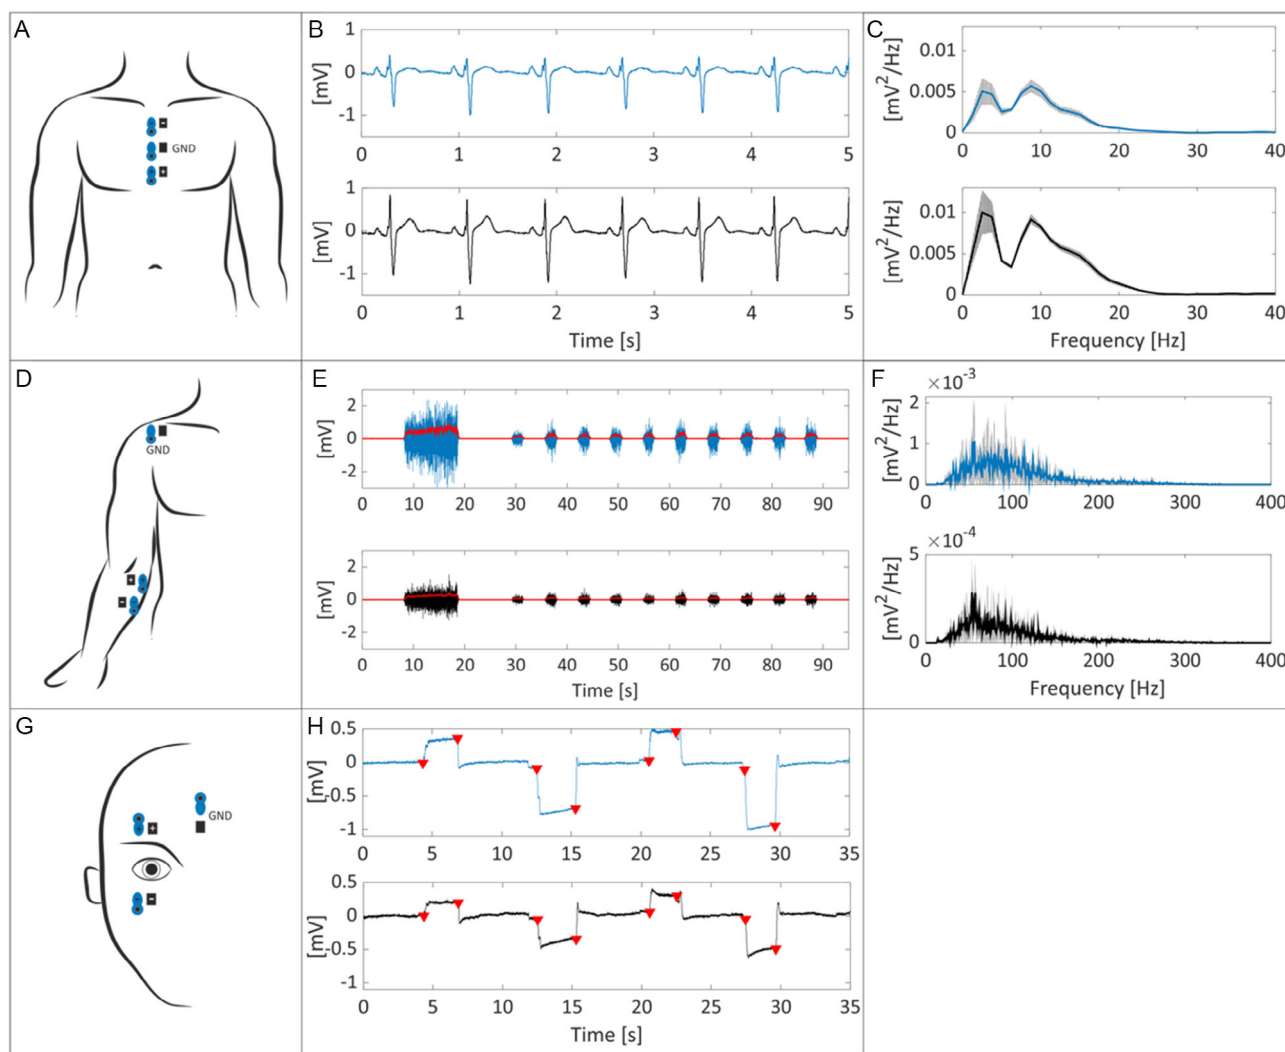 A
GND
B
[mV]
1
0
-1
0 1 2 3 4 5
[mV]
1
0
-1
0 1 2 3 4 5
Time [s]
C
[mV²/Hz]
0.01
0.005
0
0 10 20 30 40
[mV²/Hz]
0.01
0.005
0
0 10 20 30 40
Frequency [Hz]
D
GND
E
[mV]
2
0
-2
0 10 20 30 40 50 60 70 80 90
[mV]
2
0
-2
0 10 20 30 40 50 60 70 80 90
Time [s]
F
×10⁻³
[mV²/Hz]
2
1
0
0 100 200 300 400
×10⁻⁴
[mV²/Hz]
5
0
0 100 200 300 400
Frequency [Hz]
G
GND
H
[mV]
0.5
0
-0.5
-1
0 5 10 15 20 25 30 35
[mV]
0.5
0
-0.5
-1
0 5 10 15 20 25 30 35
Time [s]